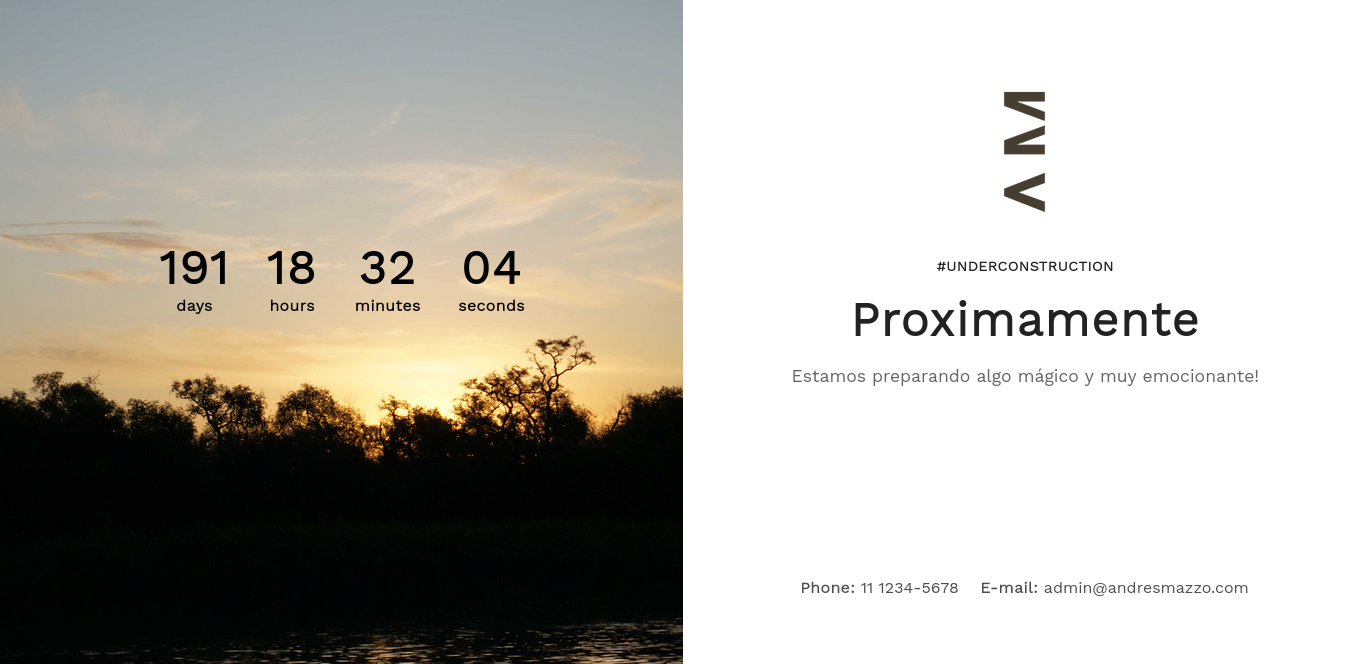 191 18 32 04
days hours minutes seconds
AM
#UNDERCONSTRUCTION
Proximamente
Estamos preparando algo mágico y muy emocionante!
Phone: 11 1234-5678 E-mail: admin@andresmazzo.com